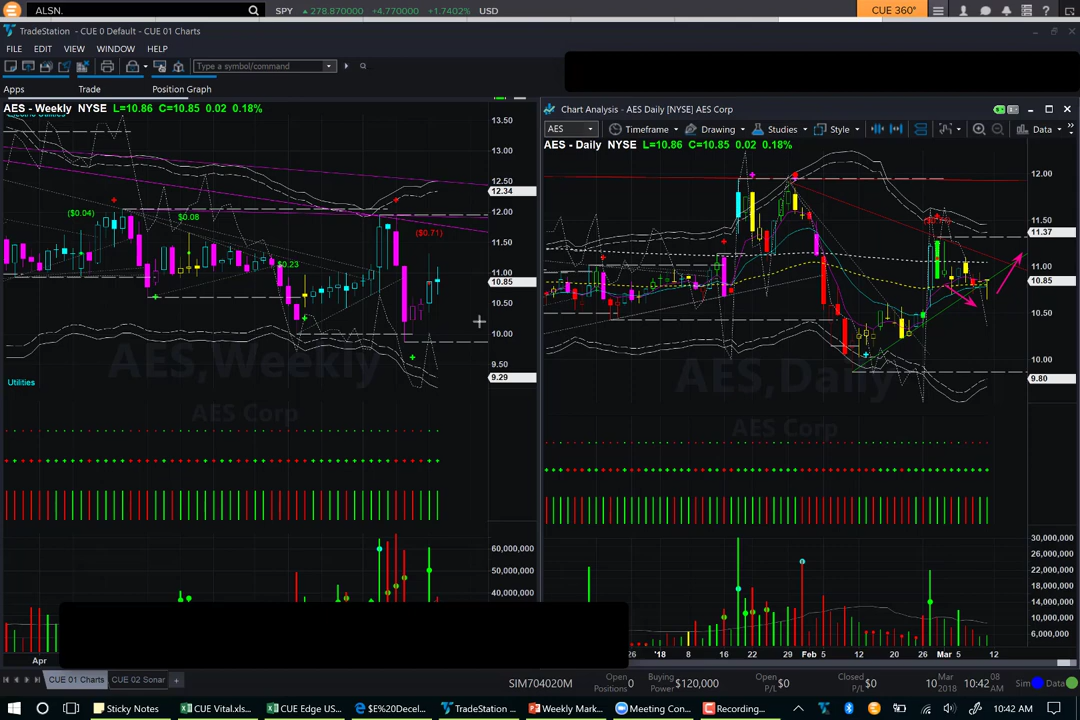 ALSN.
SPY ▲ 278.870000 +4.770000 +1.7402% USD
CUE 360°
TradeStation - CUE 0 Default - CUE 01 Charts
FILE EDIT VIEW WINDOW HELP
Type a symbol/command
Apps Trade Position Graph
AES - Weekly NYSE L=10.86 C=10.85 0.02 0.18%
Electric Utilities
13.50
13.00
12.50
12.34
12.00
11.50
11.00
10.85
10.50
10.00
9.50
9.29
($0.04)
$0.08
($0.71)
$0.23
AES,Weekly
AES Corp
Utilities
60,000,000
50,000,000
40,000,000
Apr
Chart Analysis - AES Daily [NYSE] AES Corp
AES Timeframe Drawing Studies Style Data
AES - Daily NYSE L=10.86 C=10.85 0.02 0.18%
12.00
11.50
11.37
11.00
10.85
10.50
10.00
9.80
AES,Daily
AES Corp
30,000,000
26,000,000
22,000,000
18,000,000
14,000,000
10,000,000
6,000,000
26 '18 8 16 22 29 Feb 5 12 20 26 Mar 5 12
CUE 01 Charts CUE 02 Sonar +
SIM704020M
Open Positions 0
Buying Power $120,000
Open P/L $0
Closed P/L $0
10 Mar 2018
10:42 08 AM
Sim Data
Sticky Notes CUE Vital.xls... CUE Edge US... $E%20Decel... TradeStation -... Weekly Mark... Meeting Con... Recording...
10:42 AM